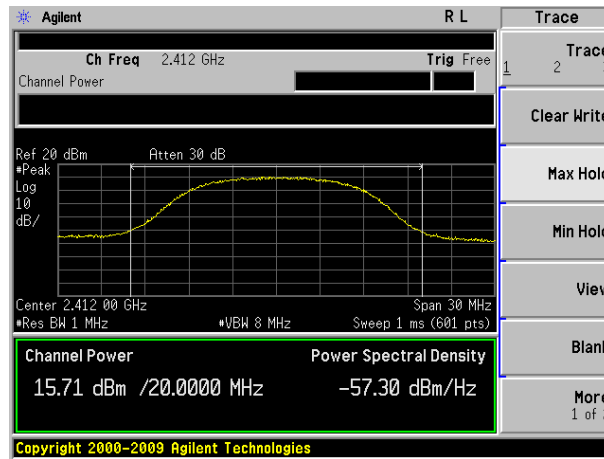 Agilent R L Trace
Ch Freq 2.412 GHz Trig Free
Channel Power
Trace
1 2
Clear Write
Max Hold
Min Hold
View
Blank
More
1 of
Ref 20 dBm Atten 30 dB
#Peak
Log
10
dB/
Center 2.412 00 GHz Span 30 MHz
#Res BW 1 MHz #VBW 8 MHz Sweep 1 ms (601 pts)
Channel Power Power Spectral Density
15.71 dBm /20.0000 MHz -57.30 dBm/Hz
Copyright 2000-2009 Agilent Technologies